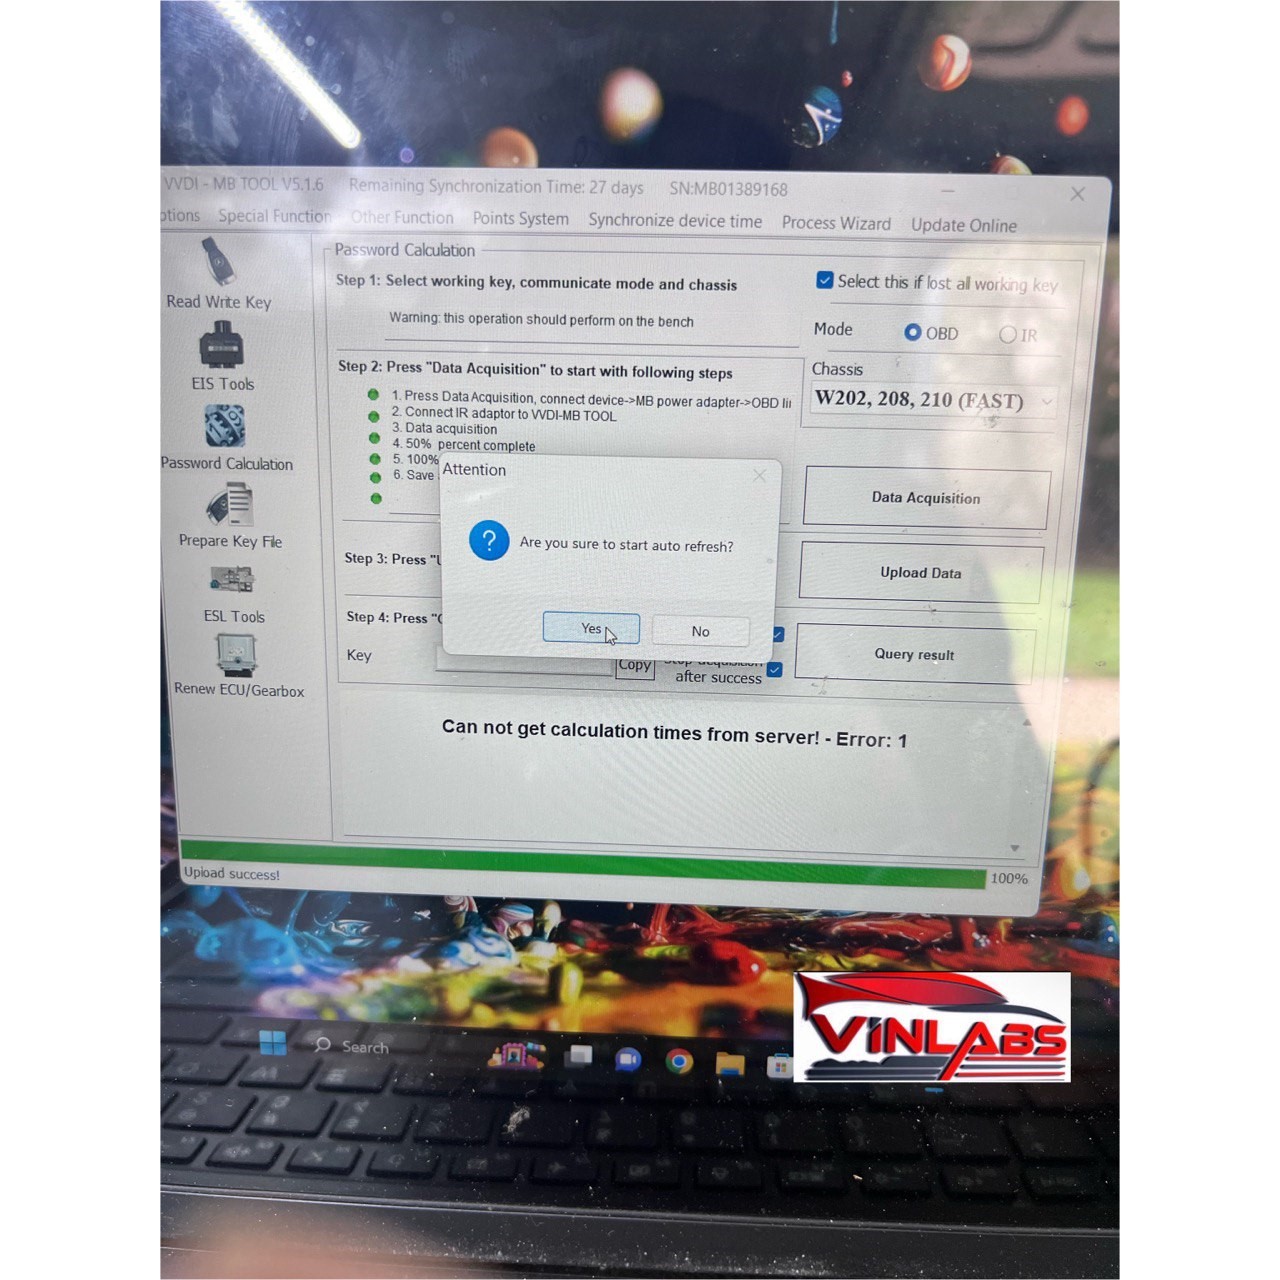 VVDI - MB TOOL V5.1.6 Remaining Synchronization Time: 27 days SN:MB01389168
ptions Special Function Other Function Points System Synchronize device time Process Wizard Update Online
Read Write Key
EIS Tools
Password Calculation
Prepare Key File
ESL Tools
Renew ECU/Gearbox
Password Calculation
Step 1: Select working key, communicate mode and chassis
Warning: this operation should perform on the bench
Select this if lost all working key
Mode OBD IR
Chassis
W202, 208, 210 (FAST)
Step 2: Press "Data Acquisition" to start with following steps
1. Press Data Acquisition, connect device->MB power adapter->OBD li
2. Connect IR adaptor to VVDI-MB TOOL
3. Data acquisition
4. 50% percent complete
5. 100%
6. Save
Data Acquisition
Attention
Are you sure to start auto refresh?
Yes No
Step 3: Press "U
Upload Data
Step 4: Press "Q
Key
Copy
Stop acquisition
after success
Query result
Can not get calculation times from server! - Error: 1
Upload success!
100%
Search
VINLABS